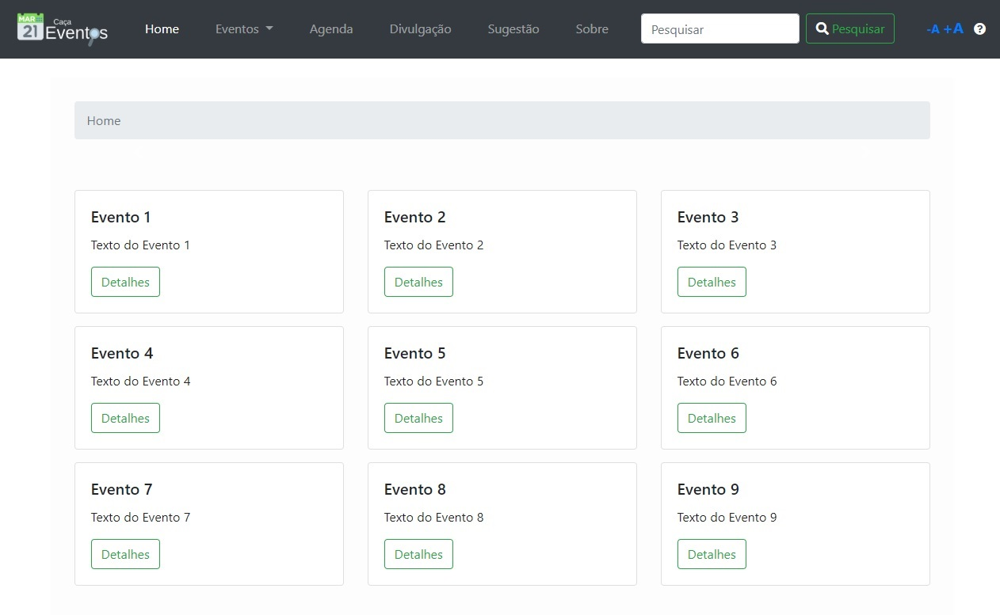 MAR
21
Caça
Eventos
Home Eventos Agenda Divulgação Sugestão Sobre Pesquisar Pesquisar -A +A ?
Home
Evento 1 Evento 2 Evento 3
Texto do Evento 1 Texto do Evento 2 Texto do Evento 3
Detalhes Detalhes Detalhes
Evento 4 Evento 5 Evento 6
Texto do Evento 4 Texto do Evento 5 Texto do Evento 6
Detalhes Detalhes Detalhes
Evento 7 Evento 8 Evento 9
Texto do Evento 7 Texto do Evento 8 Texto do Evento 9
Detalhes Detalhes Detalhes